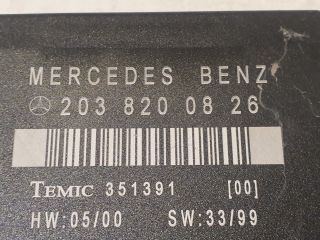 MERCEDES BENZ
203 820 08 26
TEMIC 351391 [00]
HW:05/00 SW:33/99